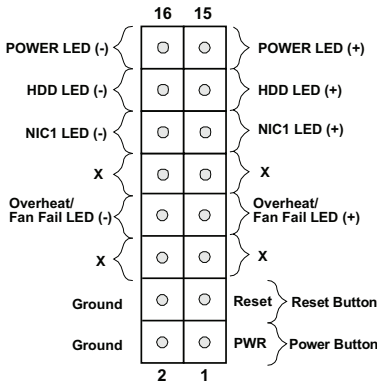 16 15
POWER LED (-) POWER LED (+)
HDD LED (-) HDD LED (+)
NIC1 LED (-) NIC1 LED (+)
X X
Overheat/ Overheat/
Fan Fail LED (-) Fan Fail LED (+)
X X
Ground Reset Reset Button
Ground PWR Power Button
2 1